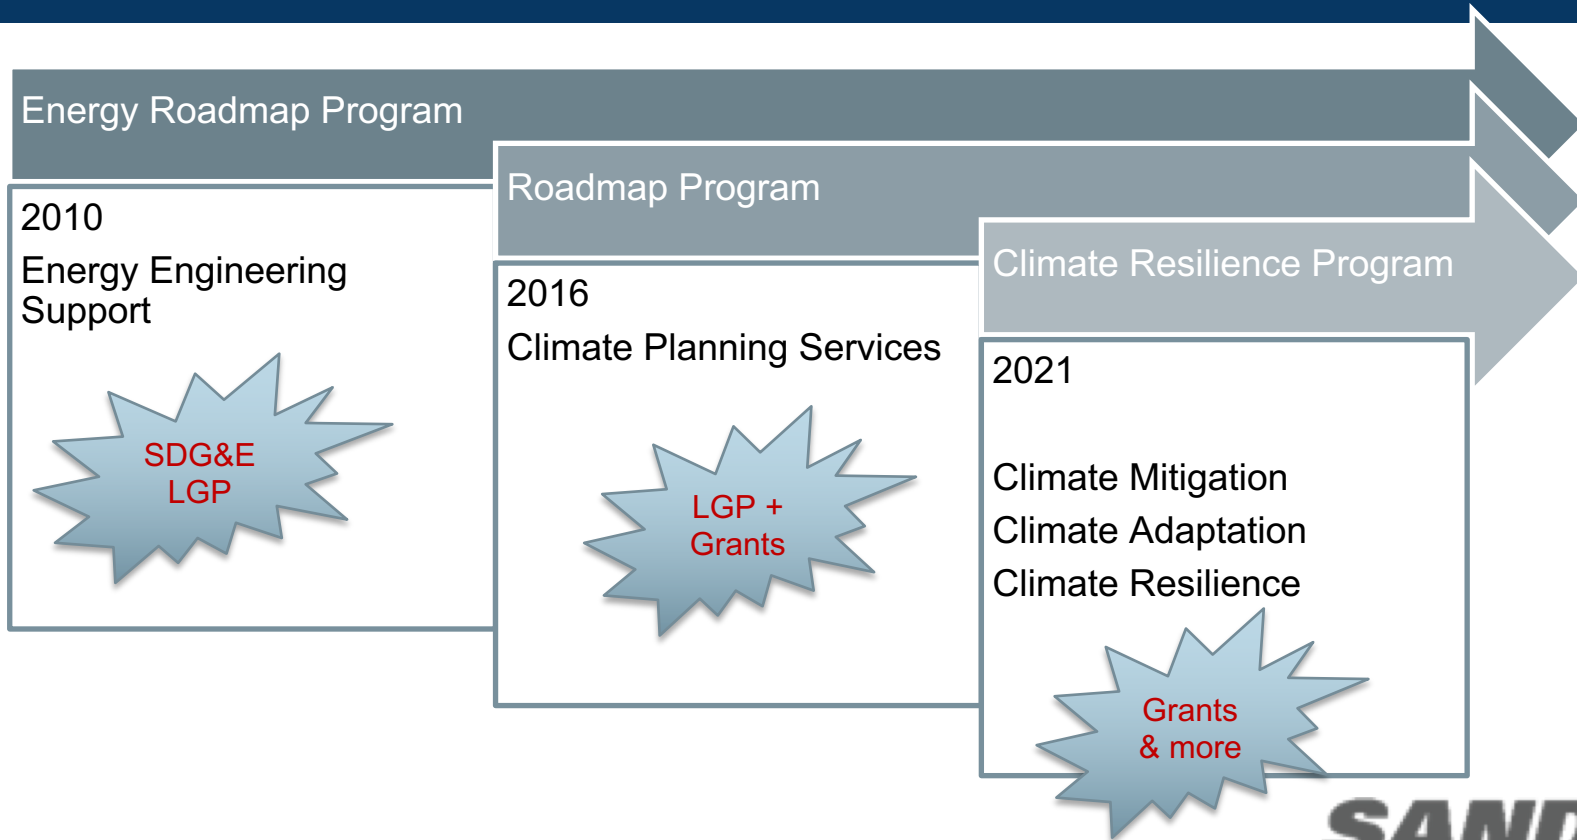 Energy Roadmap Program
2010
Energy Engineering
Support
SDG&E
LGP
Roadmap Program
2016
Climate Planning Services
LGP +
Grants
Climate Resilience Program
2021
Climate Mitigation
Climate Adaptation
Climate Resilience
Grants
& more